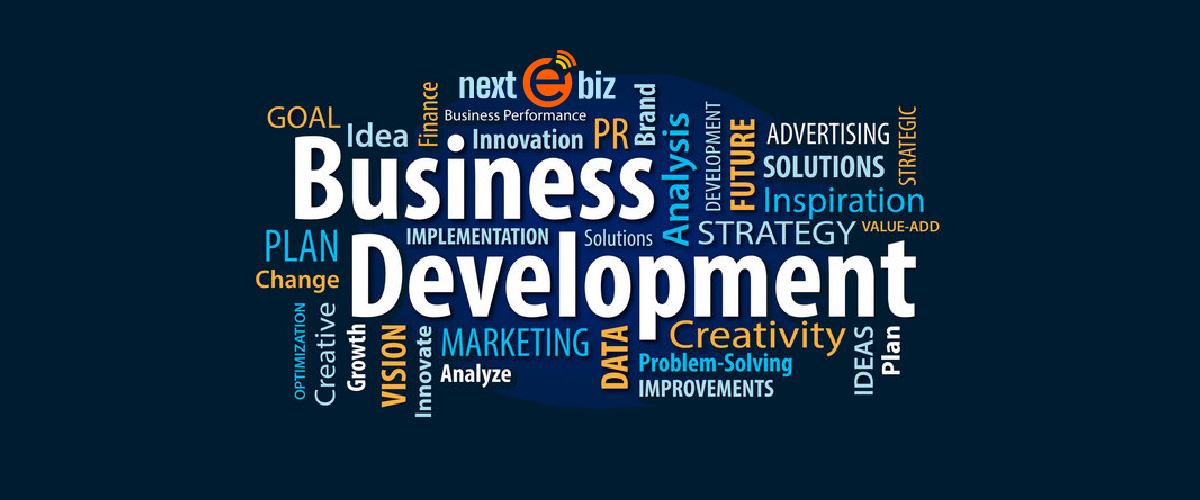 next e biz
Business Performance
GOAL
Idea
Finance
Innovation
PR
Brand
Analysis
DEVELOPMENT
FUTURE
ADVERTISING
SOLUTIONS
STRATEGIC
Inspiration
Business
PLAN
IMPLEMENTATION
Solutions
STRATEGY
VALUE-ADD
Change
Development
OPTIMIZATION
Creative
Growth
VISION
Innovate
MARKETING
Analyze
DATA
Creativity
Problem-Solving
IMPROVEMENTS
IDEAS
Plan